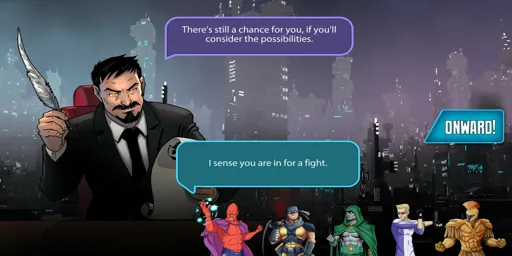 There's still a chance for you, if you'll
consider the possibilities.
ONWARD!
I sense you are in for a fight.